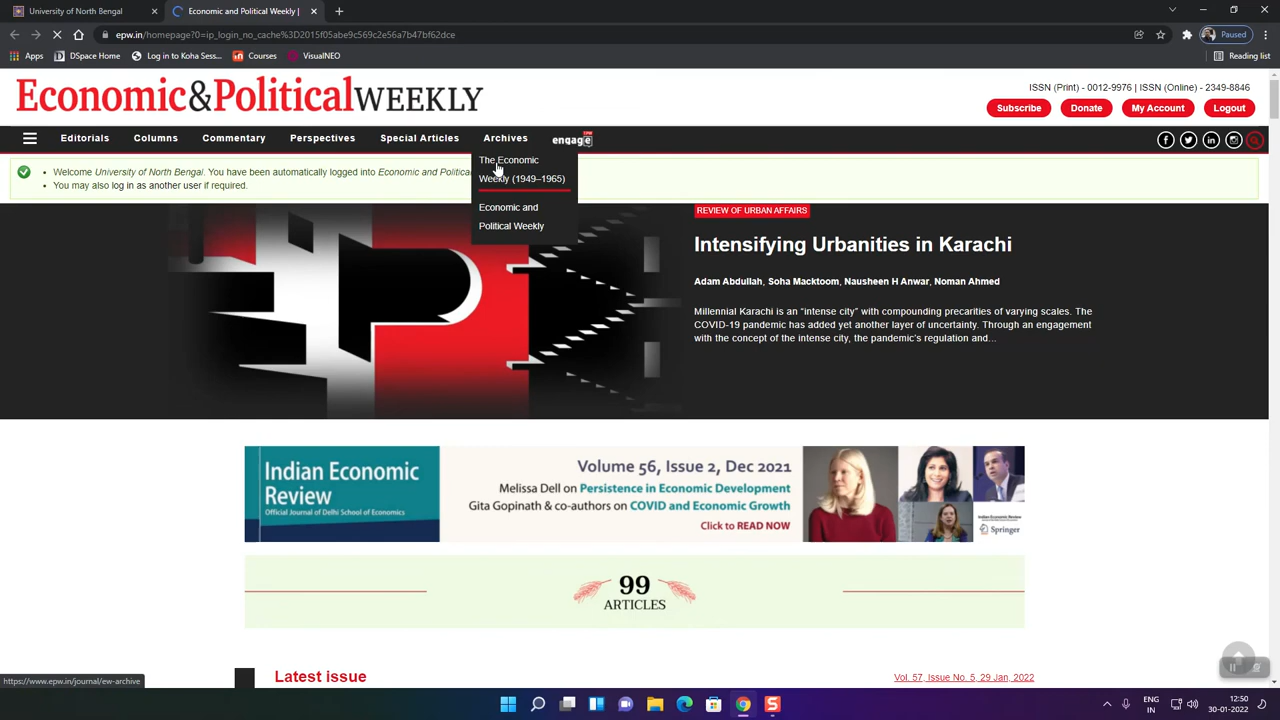 University of North Bengal
Economic and Political Weekly |
epw.in/homepage?0=ip_login_no_cache%3D2015f05abe9c569c2e56a7b47bf62dce
Paused
Apps
DSpace Home
Log in to Koha Sess...
Courses
VisualNEO
Reading list
Economic&PoliticalWEEKLY
ISSN (Print) - 0012-9976 | ISSN (Online) - 2349-8846
Subscribe
Donate
My Account
Logout
Editorials
Columns
Commentary
Perspectives
Special Articles
Archives
engage
The Economic
Weekly (1949–1965)
Economic and
Political Weekly
Welcome University of North Bengal. You have been automatically logged into Economic and Political
You may also log in as another user if required.
REVIEW OF URBAN AFFAIRS
Intensifying Urbanities in Karachi
Adam Abdullah, Soha Macktoom, Nausheen H Anwar, Noman Ahmed
Millennial Karachi is an "intense city" with compounding precarities of varying scales. The
COVID-19 pandemic has added yet another layer of uncertainty. Through an engagement
with the concept of the intense city, the pandemic's regulation and...
Indian Economic
Review
Official Journal of Delhi School of Economics
Volume 56, Issue 2, Dec 2021
Melissa Dell on Persistence in Economic Development
Gita Gopinath & co-authors on COVID and Economic Growth
Click to READ NOW
Springer
99
ARTICLES
Latest issue
Vol. 57, Issue No. 5, 29 Jan, 2022
https://www.epw.in/journal/ew-archive
ENG
IN
12:50
30-01-2022